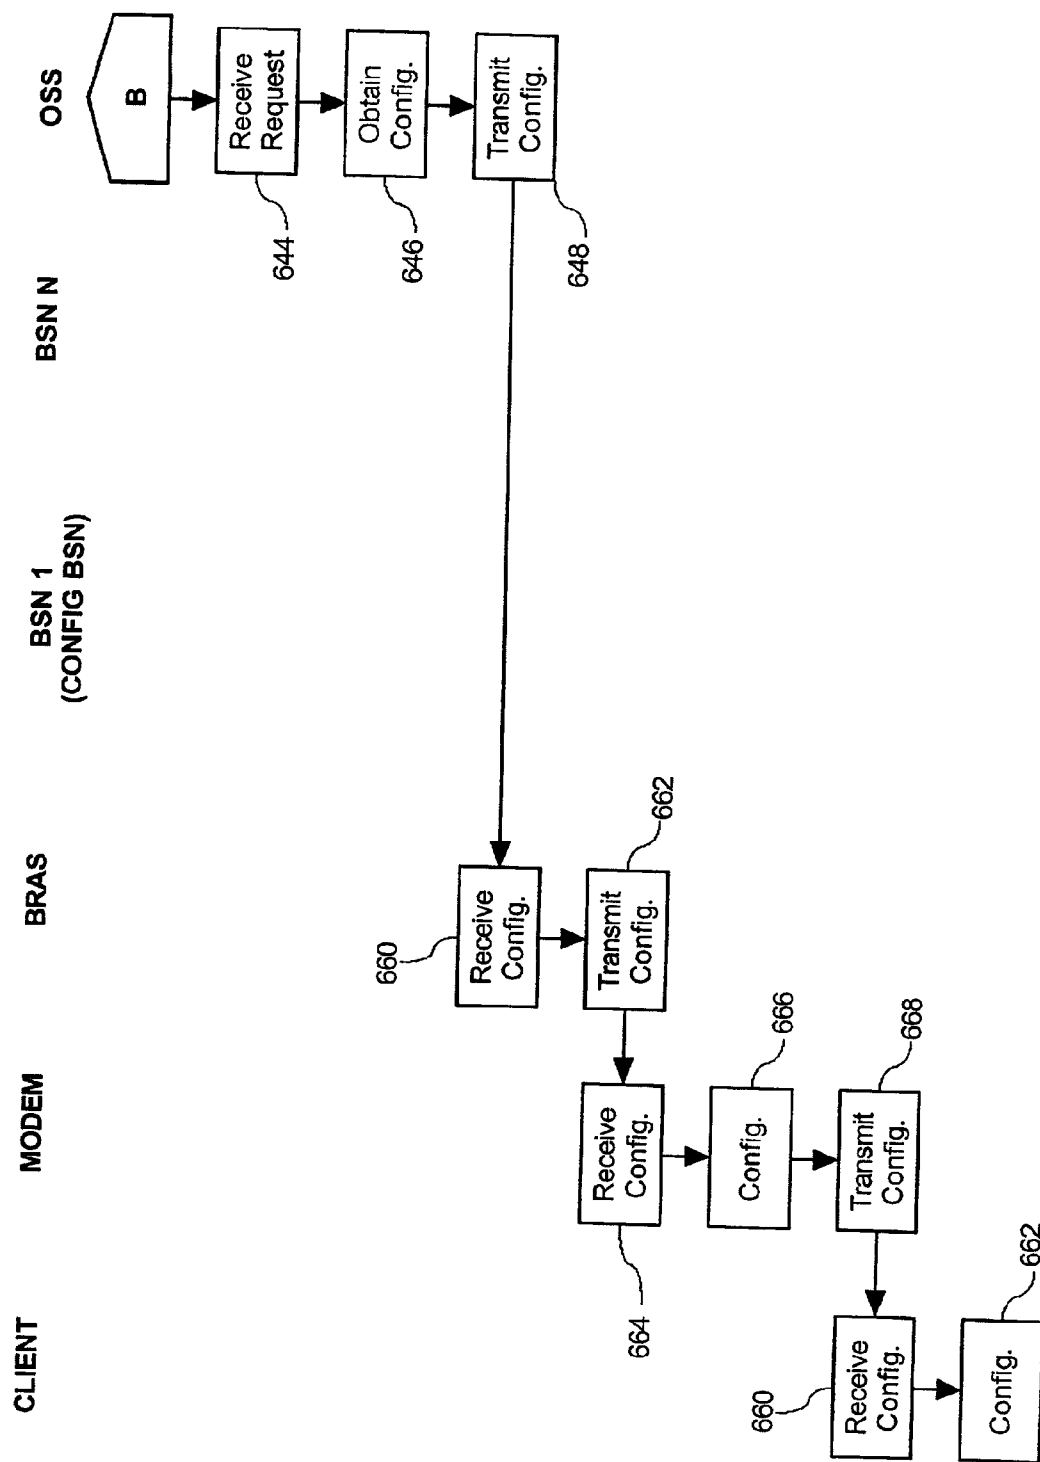 CLIENT
MODEM
BRAS
BSN 1
(CONFIG BSN)
BSN N
OSS
B
Receive
Request
644
Obtain
Config.
646
Transmit
Config.
648
Receive
Config.
660
Transmit
Config.
662
Receive
Config.
664
Config.
666
Transmit
Config.
668
Receive
Config.
660
Config.
662